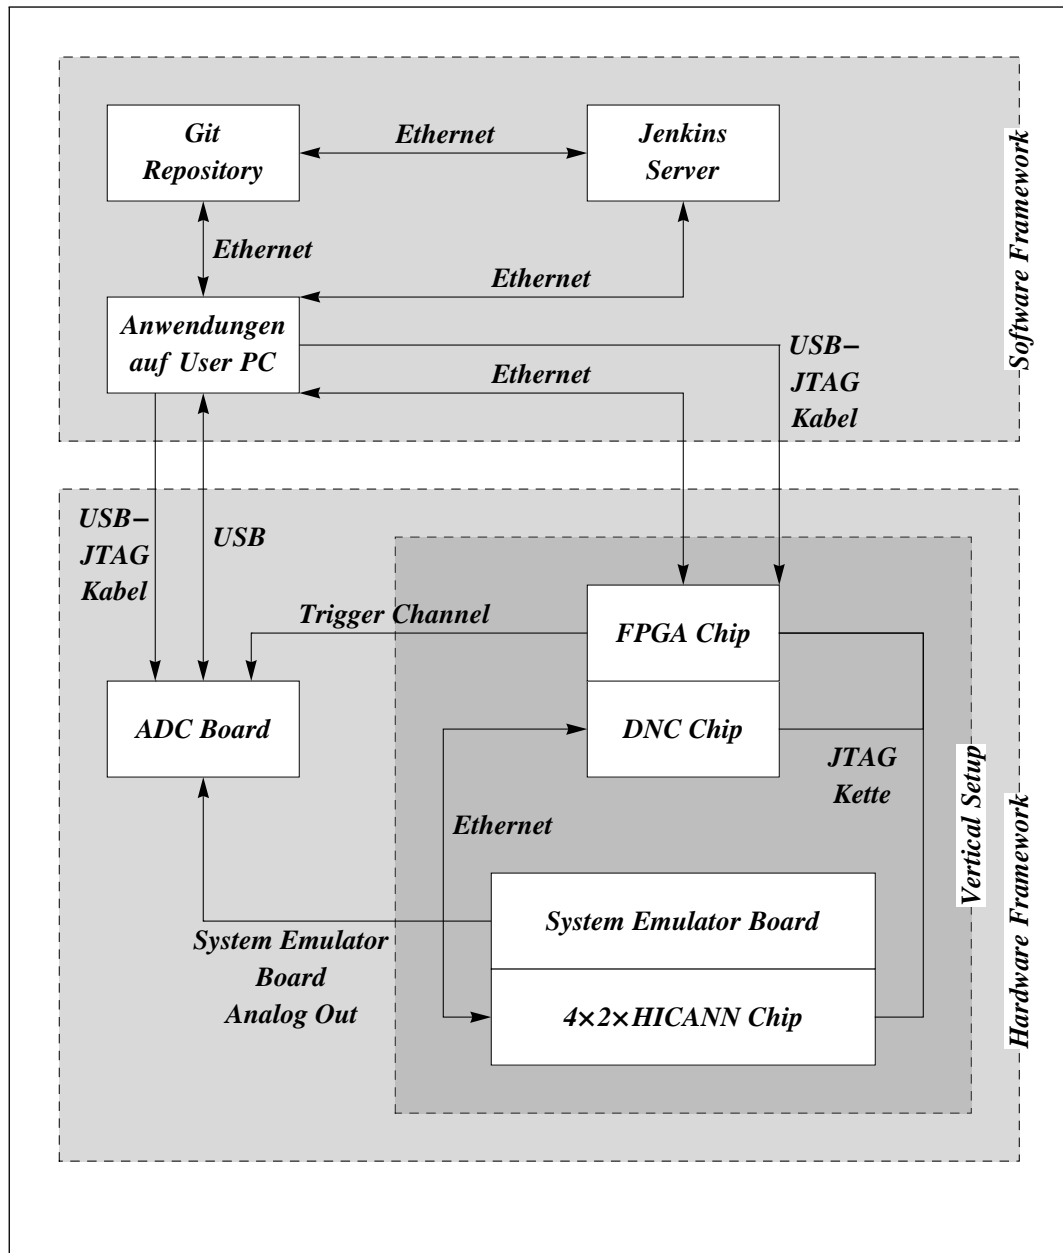 Git
Repository
Ethernet
Jenkins
Server
Ethernet
Ethernet
Anwendungen
auf User PC
Ethernet
USB–
JTAG
Kabel
Software Framework
USB–
JTAG
Kabel
USB
Trigger Channel
FPGA Chip
ADC Board
DNC Chip
JTAG
Kette
Ethernet
Vertical Setup
Hardware Framework
System Emulator Board
System Emulator
Board
Analog Out
4×2×HICANN Chip